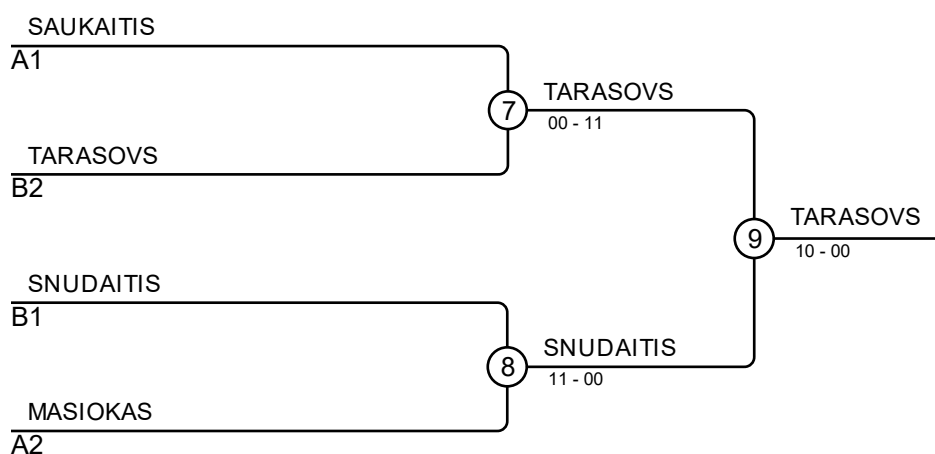 SAUKAITIS
A1
7
TARASOVS
00 - 11
TARASOVS
B2
9
TARASOVS
10 - 00
SNUDAITIS
B1
8
SNUDAITIS
11 - 00
MASIOKAS
A2